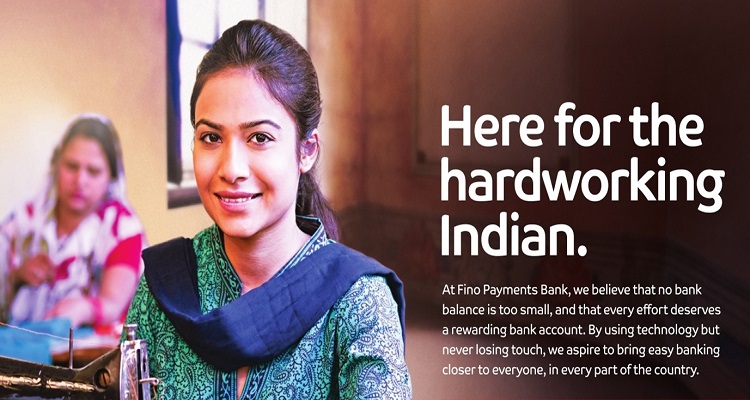 Here for the
hardworking
Indian.
At Fino Payments Bank, we believe that no bank
balance is too small, and that every effort deserves
a rewarding bank account. By using technology but
never losing touch, we aspire to bring easy banking
closer to everyone, in every part of the country.